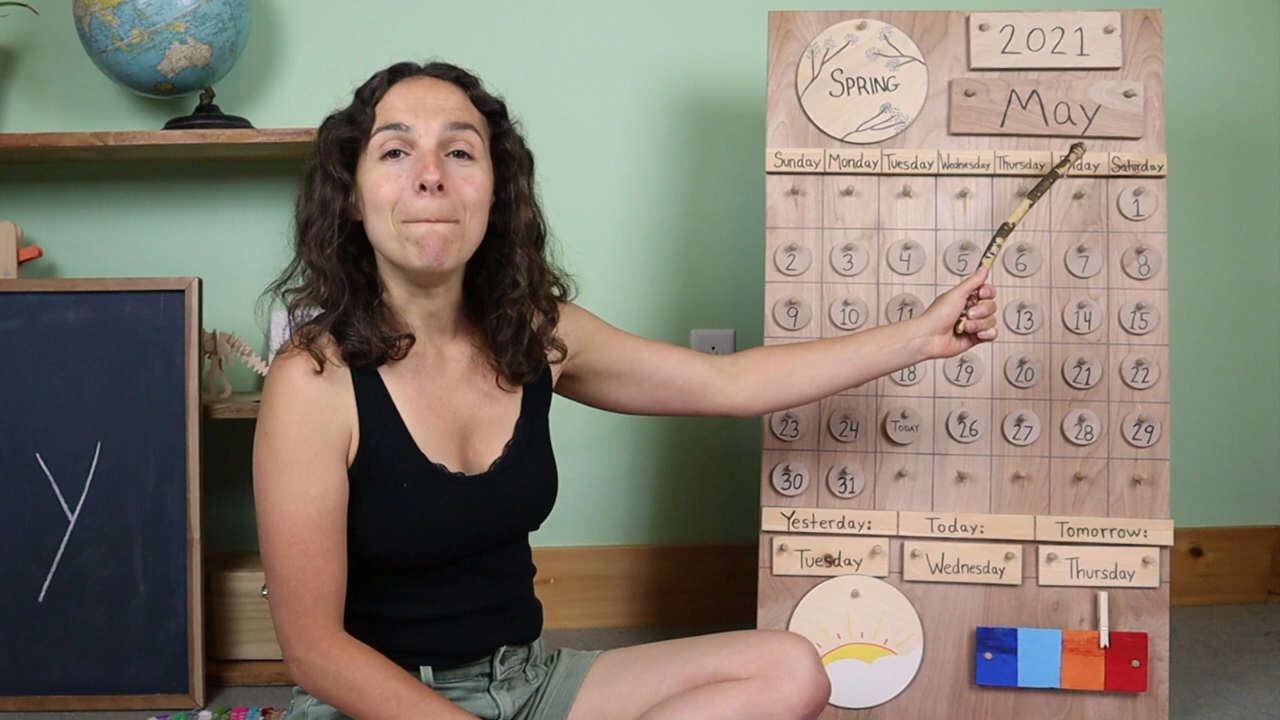 y
SPRING
2021
May
Sunday Monday Tuesday Wednesday Thursday Friday Saturday
1
2 3 4 5 6 7 8
9 10 11 13 14 15
18 19 20 21 22
23 24 TODAY 26 27 28 29
30 31
Yesterday: Today: Tomorrow:
Tuesday Wednesday Thursday